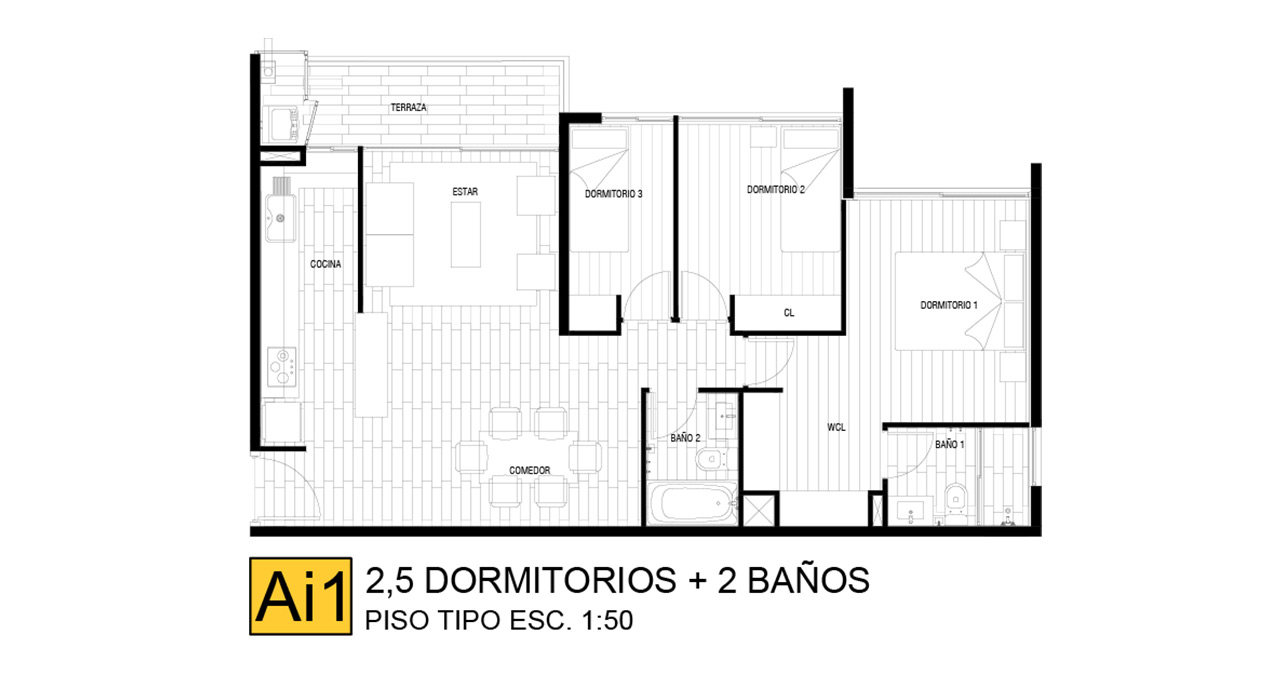 TERRAZA
ESTAR
DORMITORIO 3
DORMITORIO 2
COCINA
DORMITORIO 1
CL
WCL
BAÑO 2
BAÑO 1
COMEDOR
Ai1
2,5 DORMITORIOS + 2 BAÑOS
PISO TIPO ESC. 1:50